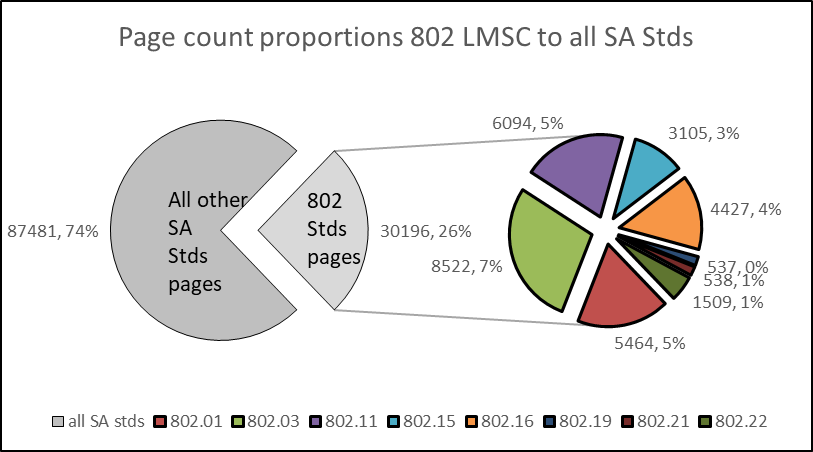 Page count proportions 802 LMSC to all SA Stds
87481, 74%
All other
SA
Stds
pages
802
Stds
pages
30196, 26%
6094, 5%
3105, 3%
4427, 4%
537, 0%
538, 1%
1509, 1%
5464, 5%
8522, 7%
all SA stds 802.01 802.03 802.11 802.15 802.16 802.19 802.21 802.22